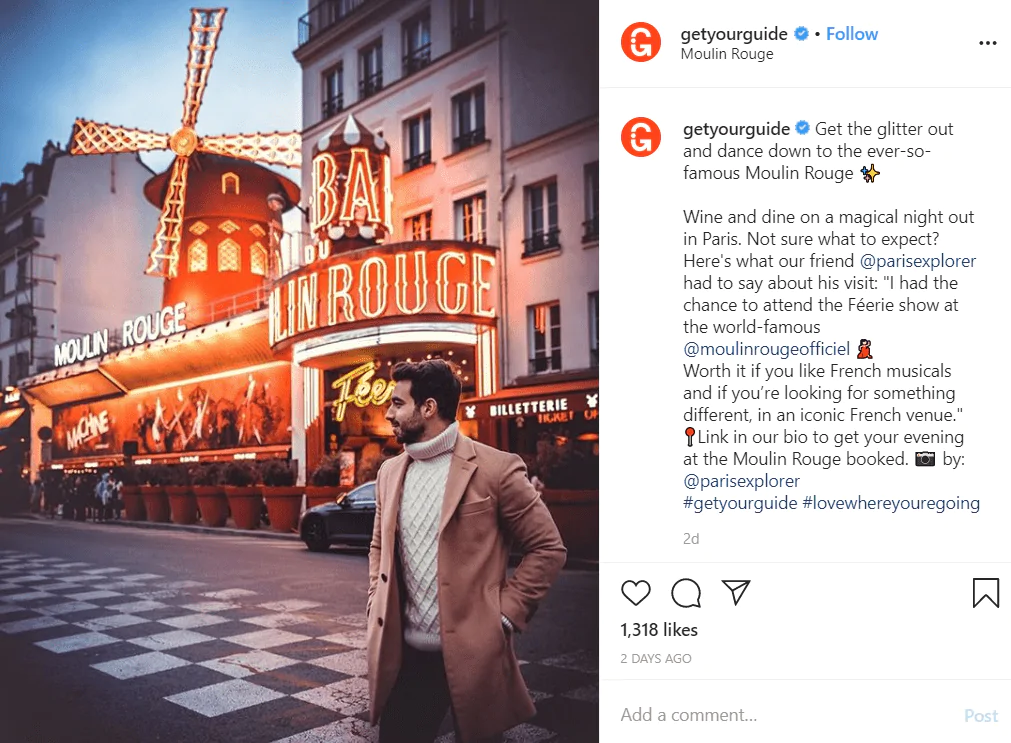 BAL
DU
LIN ROUGE
MOULIN ROUGE
Fée
MACHINE
BILLETTERIE
TICKET OF
getyourguide • Follow
Moulin Rouge
getyourguide Get the glitter out
and dance down to the ever-so-
famous Moulin Rouge ✨
Wine and dine on a magical night out
in Paris. Not sure what to expect?
Here's what our friend @parisexplorer
had to say about his visit: "I had the
chance to attend the Féerie show at
the world-famous
@moulinrougeofficiel 💃
Worth it if you like French musicals
and if you’re looking for something
different, in an iconic French venue."
📍Link in our bio to get your evening
at the Moulin Rouge booked. 📷 by:
@parisexplorer
#getyourguide #lovewhereyouregoing
2d
1,318 likes
2 DAYS AGO
Add a comment...
Post